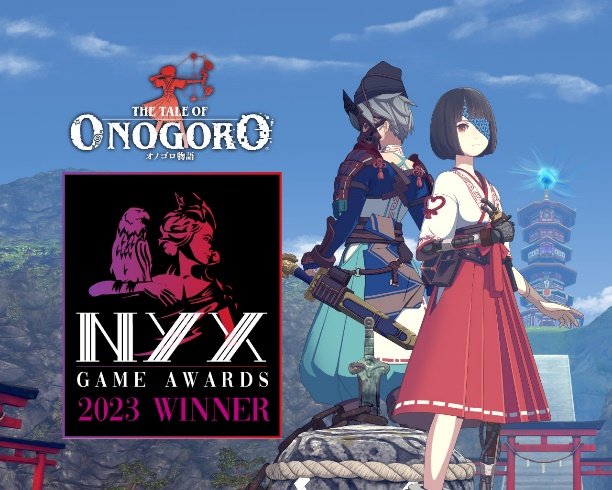 THE TALE OF
ONOGORO
オノゴロ物語
NYX
GAME AWARDS
2023 WINNER